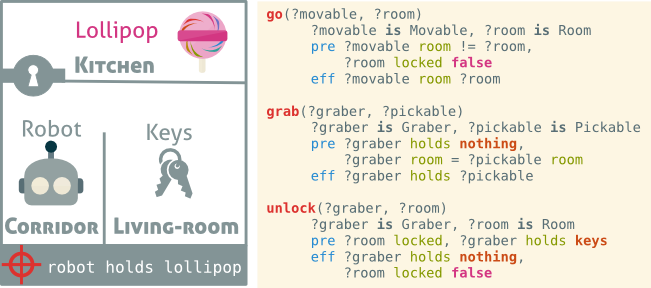 Lollipop
Kitchen
Robot
Keys
Corridor
Living-room
robot holds lollipop
go(?movable, ?room)
?movable is Movable, ?room is Room
pre ?movable room != ?room,
?room locked false
eff ?movable room ?room
grab(?graber, ?pickable)
?graber is Graber, ?pickable is Pickable
pre ?graber holds nothing,
?graber room = ?pickable room
eff ?graber holds ?pickable
unlock(?graber, ?room)
?graber is Graber, ?room is Room
pre ?room locked, ?graber holds keys
eff ?graber holds nothing,
?room locked false